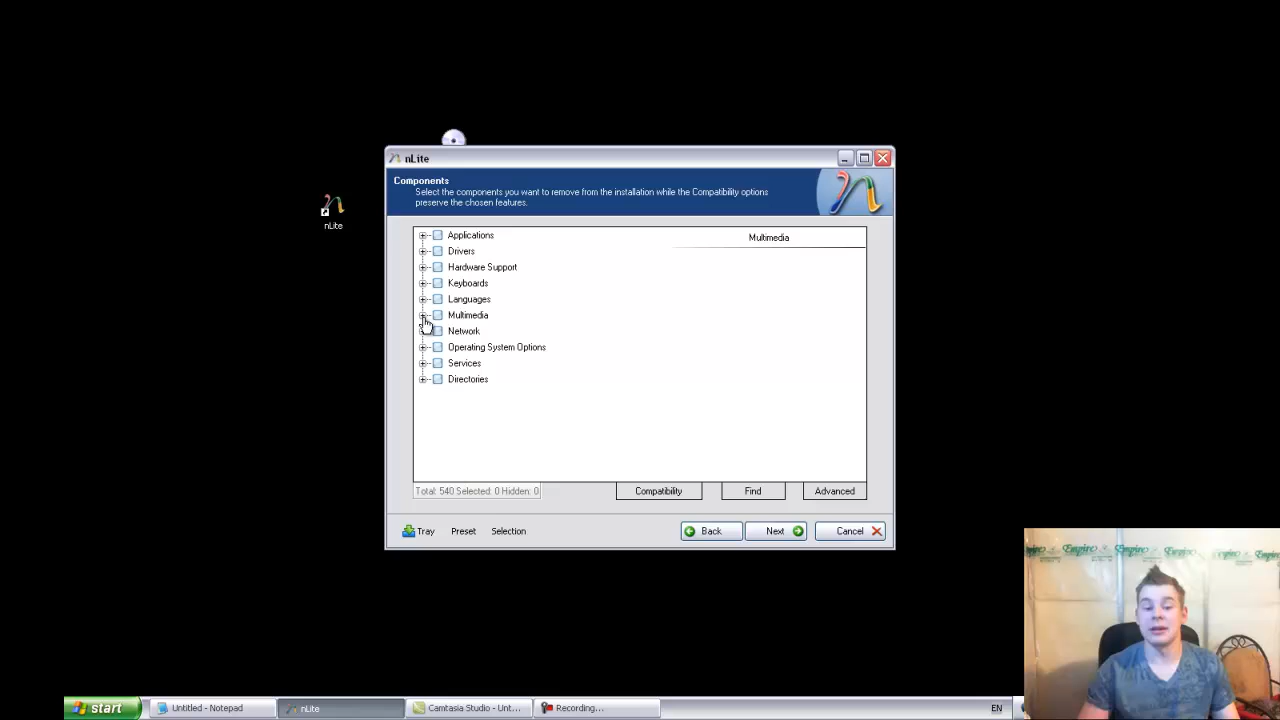 nLite
Components
Select the components you want to remove from the installation while the Compatibility options
preserve the chosen features.
nLite
Applications
Multimedia
Drivers
Hardware Support
Keyboards
Languages
Multimedia
Network
Operating System Options
Services
Directories
Total: 540 Selected: 0 Hidden: 0
Compatibility
Find
Advanced
Tray
Preset
Selection
Back
Next
Cancel
Empire
Empire
Empire
start
Untitled - Notepad
nLite
Camtasia Studio - Unt...
Recording...
EN